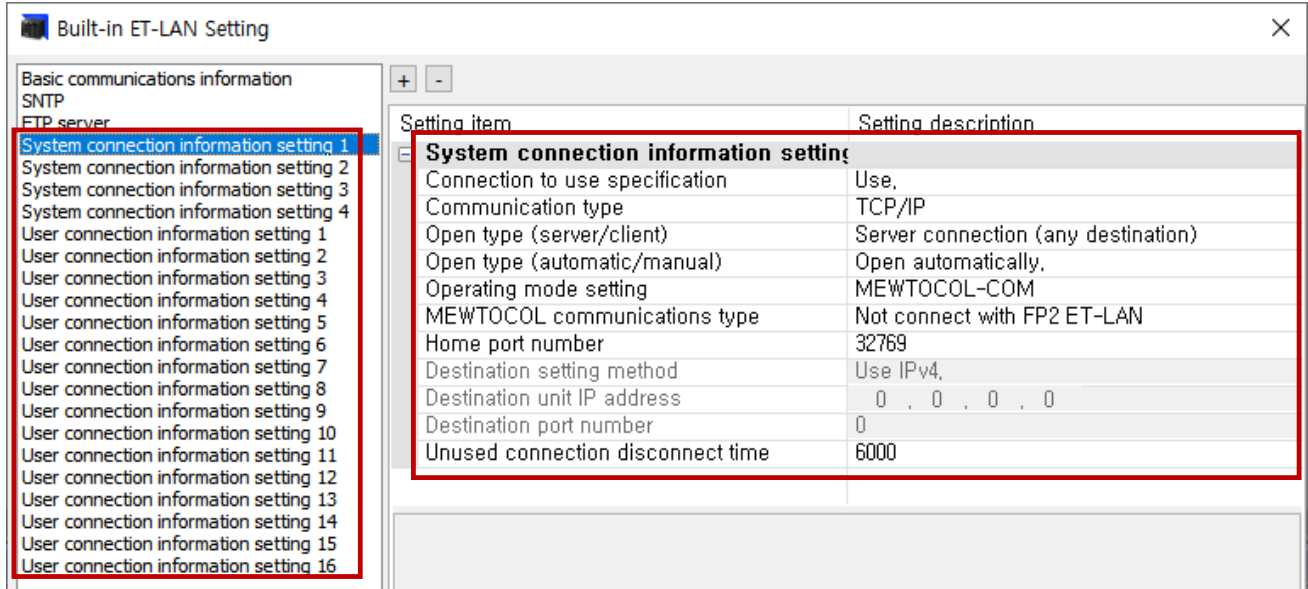 Built-in ET-LAN Setting
Basic communications information
SNTP
FTP server
System connection information setting 1
System connection information setting 2
System connection information setting 3
System connection information setting 4
User connection information setting 1
User connection information setting 2
User connection information setting 3
User connection information setting 4
User connection information setting 5
User connection information setting 6
User connection information setting 7
User connection information setting 8
User connection information setting 9
User connection information setting 10
User connection information setting 11
User connection information setting 12
User connection information setting 13
User connection information setting 14
User connection information setting 15
User connection information setting 16
+ -
Setting item Setting description
System connection information setting
Connection to use specification Use,
Communication type TCP/IP
Open type (server/client) Server connection (any destination)
Open type (automatic/manual) Open automatically,
Operating mode setting MEWTOCOL-COM
MEWTOCOL communications type Not connect with FP2 ET-LAN
Home port number 32769
Destination setting method Use IPv4,
Destination unit IP address 0 . 0 . 0 . 0
Destination port number 0
Unused connection disconnect time 6000